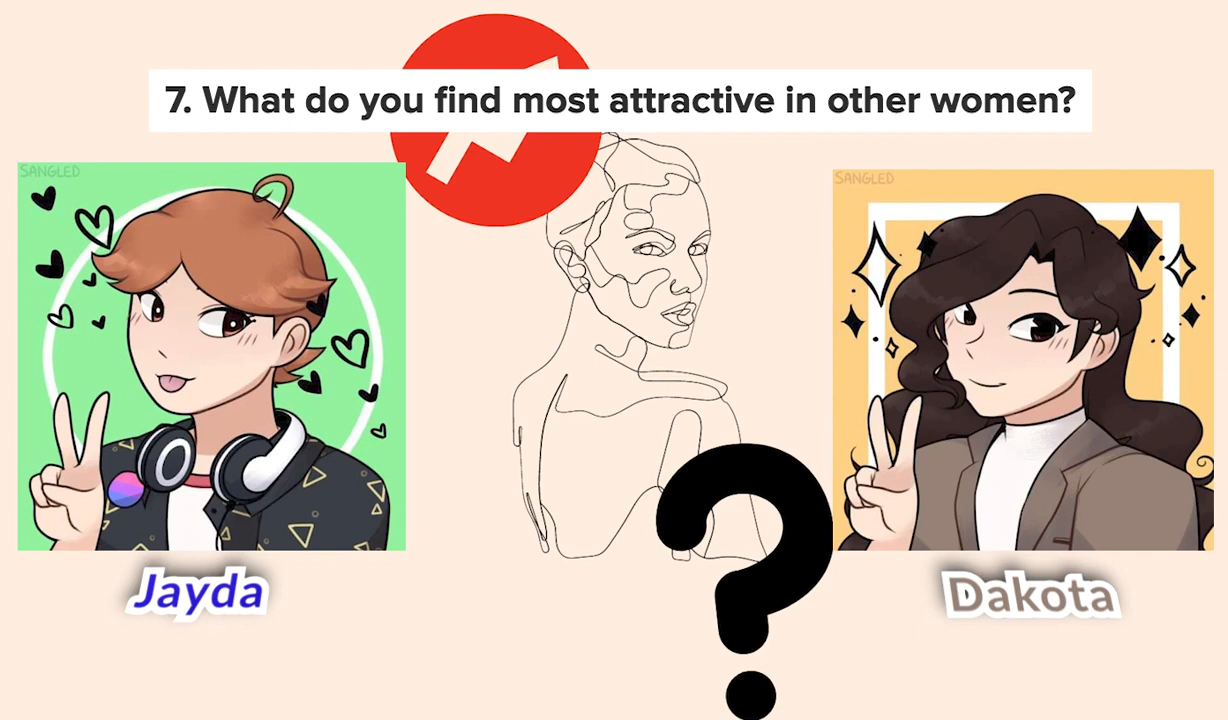 7. What do you find most attractive in other women?
SANGLED
SANGLED
Jayda
Dakota
?